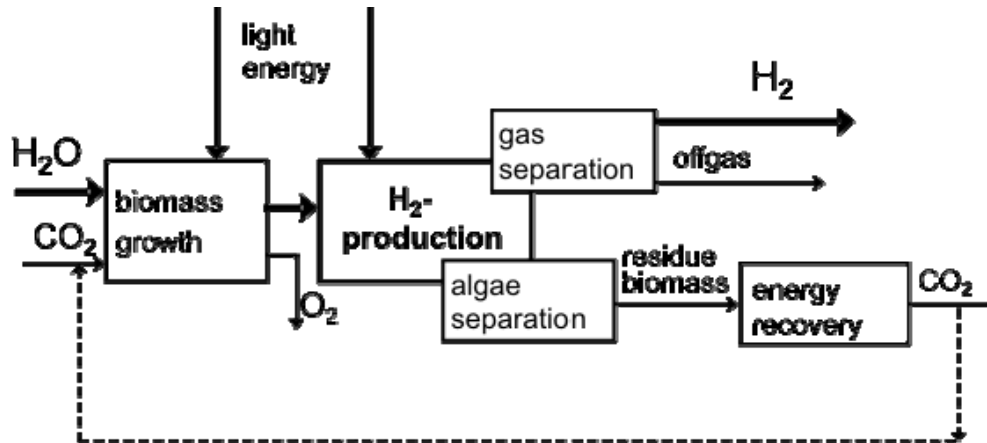 light
energy
H₂
gas
separation
offgas
H₂O
biomass
growth
CO₂
H₂-
production
O₂
algae
separation
residue
biomass
energy
recovery
CO₂